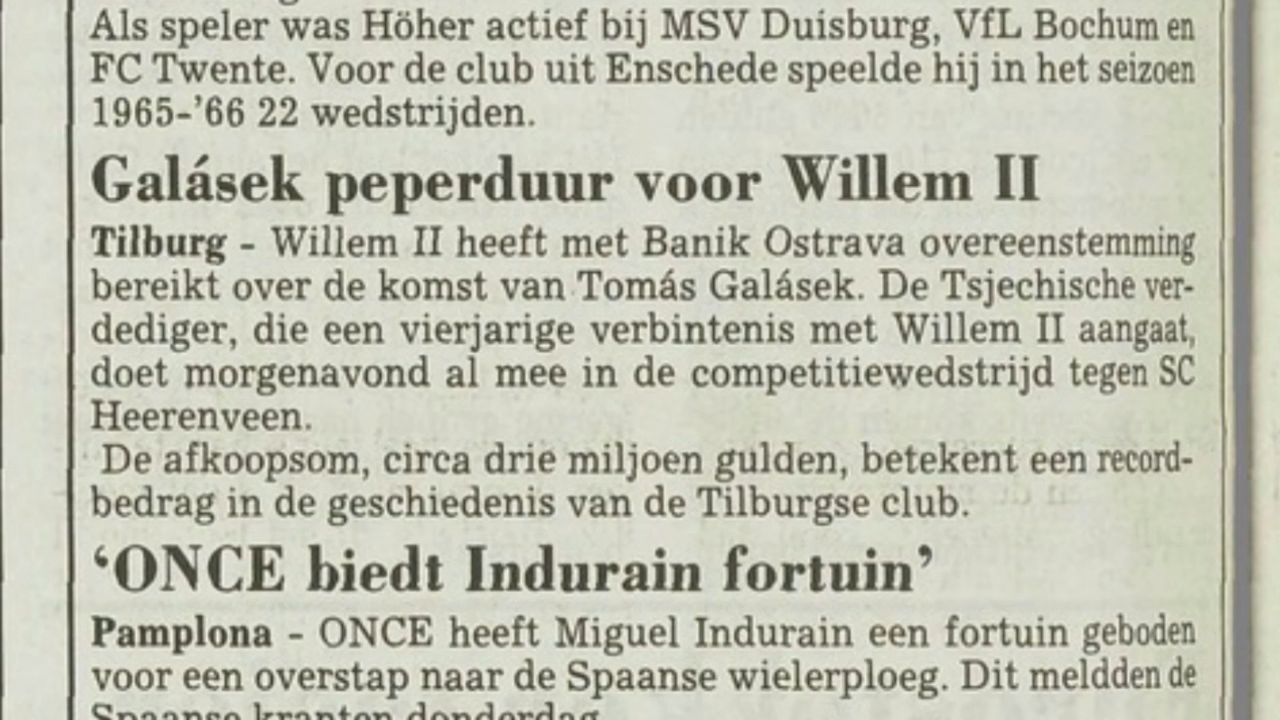 Als speler was Höher actief bij MSV Duisburg, VfL Bochum en
FC Twente. Voor de club uit Enschede speelde hij in het seizoen
1965-'66 22 wedstrijden.
Galásek peperduur voor Willem II
Tilburg - Willem II heeft met Banik Ostrava overeenstemming
bereikt over de komst van Tomás Galásek. De Tsjechische ver-
dediger, die een vierjarige verbintenis met Willem II aangaat,
doet morgenavond al mee in de competitiewedstrijd tegen SC
Heerenveen.
De afkoopsom, circa drie miljoen gulden, betekent een record-
bedrag in de geschiedenis van de Tilburgse club.
‘ONCE biedt Indurain fortuin’
Pamplona - ONCE heeft Miguel Indurain een fortuin geboden
voor een overstap naar de Spaanse wielerploeg. Dit meldden de
Spaanse kranten donderdag.